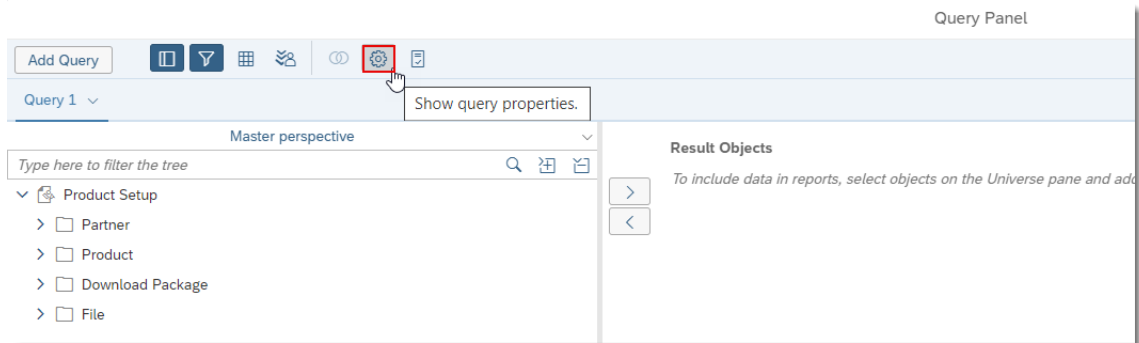 Query Panel
Add Query
Show query properties.
Query 1
Master perspective
Type here to filter the tree
Product Setup
Partner
Product
Download Package
File
Result Objects
To include data in reports, select objects on the Universe pane and add